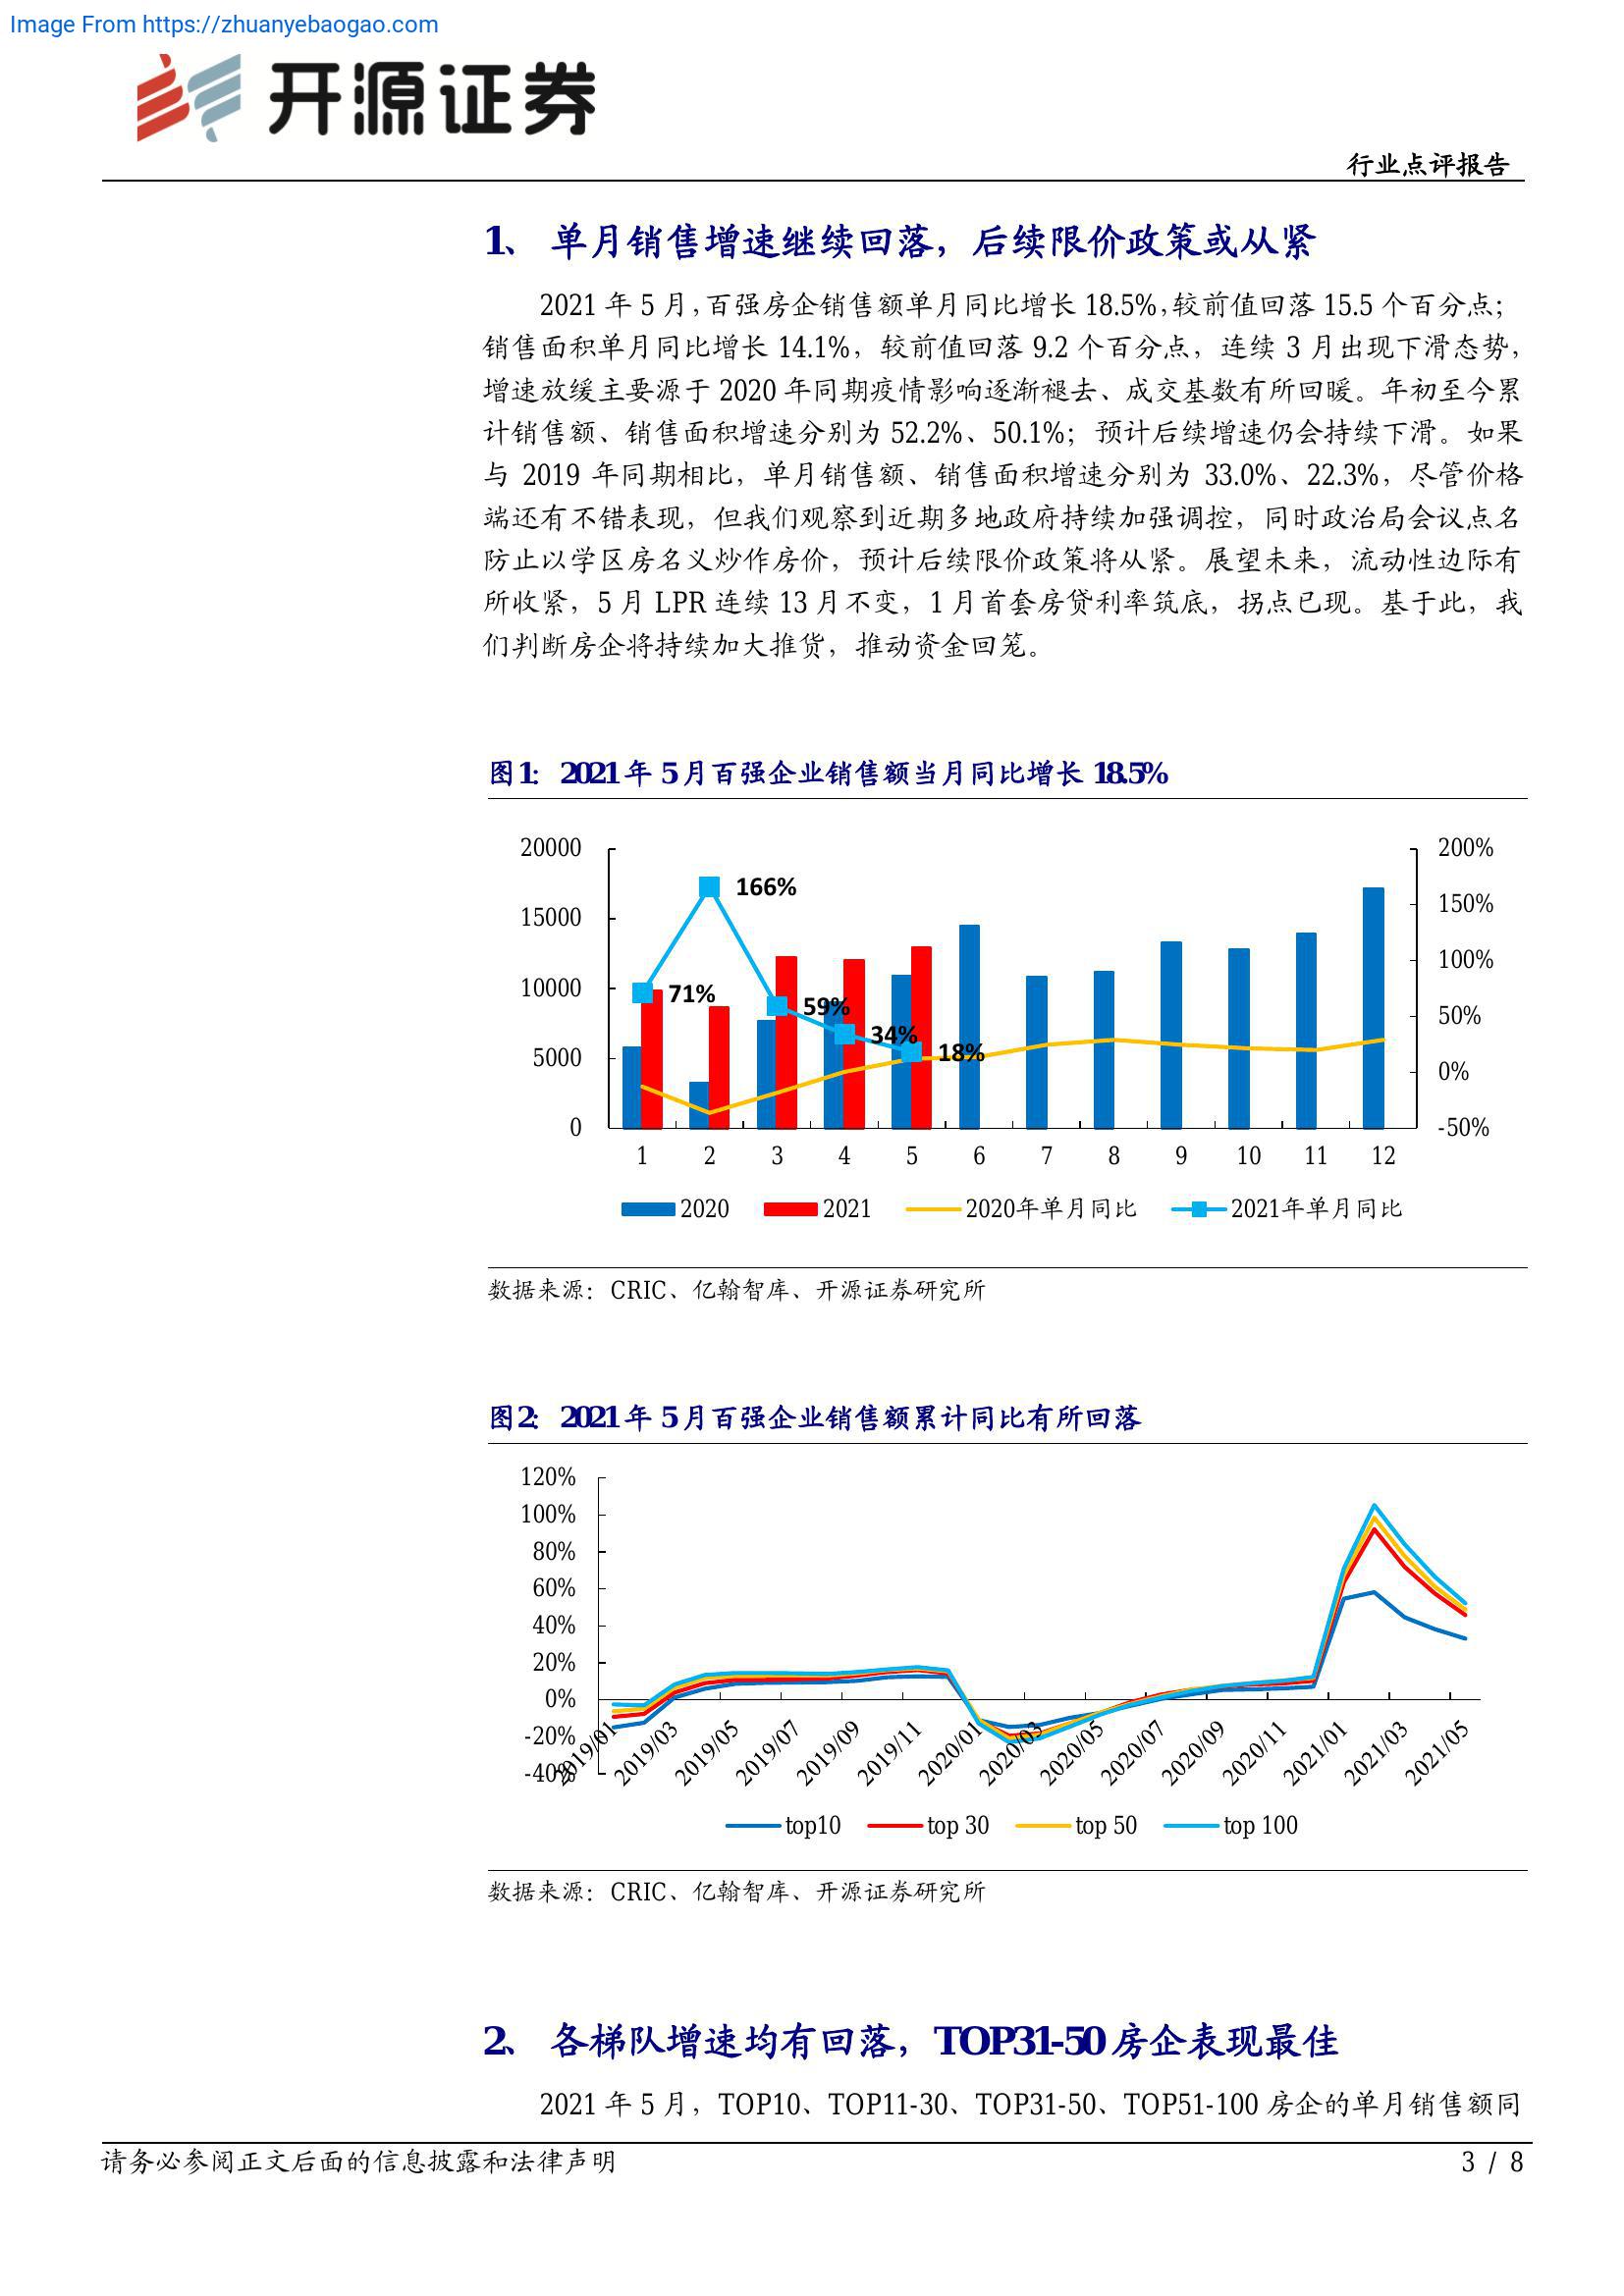 Image From https://zhuanyebaogao.com
开源证券
行业点评报告
1、 单月销售增速继续回落，后续限价政策或从紧
2021 年 5 月，百强房企销售额单月同比增长 18.5%，较前值回落 15.5 个百分点；
销售面积单月同比增长 14.1%，较前值回落 9.2 个百分点，连续 3 月出现下滑态势，
增速放缓主要源于 2020 年同期疫情影响逐渐褪去、成交基数有所回暖。年初至今累
计销售额、销售面积增速分别为 52.2%、50.1%；预计后续增速仍会持续下滑。如果
与 2019 年同期相比，单月销售额、销售面积增速分别为 33.0%、22.3%，尽管价格
端还有不错表现，但我们观察到近期多地政府持续加强调控，同时政治局会议点名
防止以学区房名义炒作房价，预计后续限价政策将从紧。展望未来，流动性边际有
所收紧，5 月 LPR 连续 13 月不变，1 月首套房贷利率筑底，拐点已现。基于此，我
们判断房企将持续加大推货，推动资金回笼。
图1： 2021 年 5 月百强企业销售额当月同比增长 18.5%
20000
15000
10000
5000
0
200%
150%
100%
50%
0%
-50%
71%
166%
59%
34%
18%
1 2 3 4 5 6 7 8 9 10 11 12
2020 2021 2020年单月同比 2021年单月同比
数据来源：CRIC、亿翰智库、开源证券研究所
图2： 2021 年 5 月百强企业销售额累计同比有所回落
120%
100%
80%
60%
40%
20%
0%
-20%
-40%
2019/01 2019/03 2019/05 2019/07 2019/09 2019/11 2020/01 2020/03 2020/05 2020/07 2020/09 2020/11 2021/01 2021/03 2021/05
top10 top 30 top 50 top 100
数据来源：CRIC、亿翰智库、开源证券研究所
2、 各梯队增速均有回落，TOP31-50 房企表现最佳
2021 年 5 月，TOP10、TOP11-30、TOP31-50、TOP51-100 房企的单月销售额同
请务必参阅正文后面的信息披露和法律声明
3 / 8